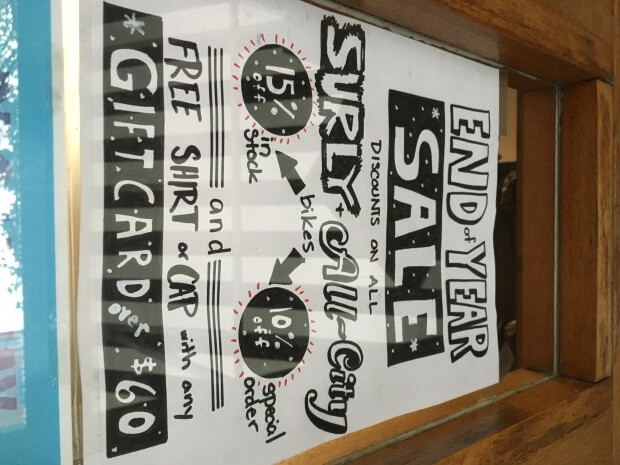 END of YEAR
*SALE*
DISCOUNTS ON ALL
SURLY + All-City
bikes
15% off in stock
10% off special order
and
FREE SHIRT or CAP with any
*GIFT CARD over $60